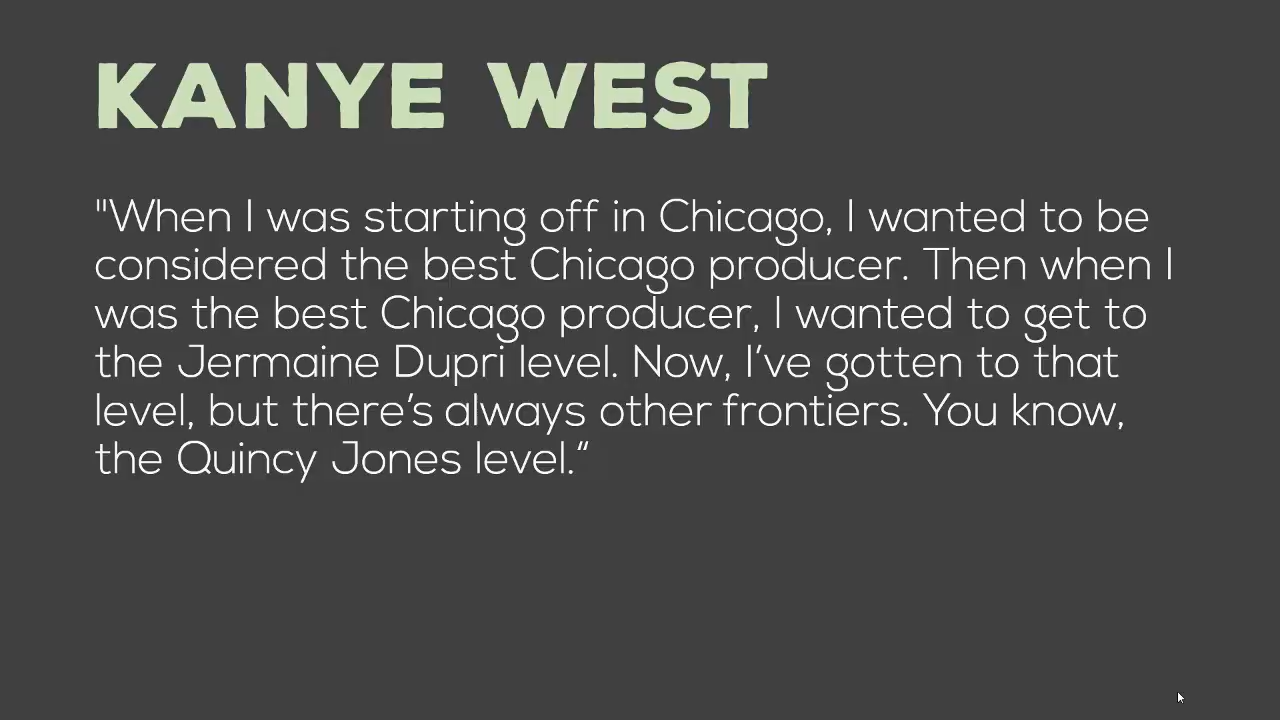 KANYE WEST
"When I was starting off in Chicago, I wanted to be
considered the best Chicago producer. Then when I
was the best Chicago producer, I wanted to get to
the Jermaine Dupri level. Now, I’ve gotten to that
level, but there’s always other frontiers. You know,
the Quincy Jones level.“